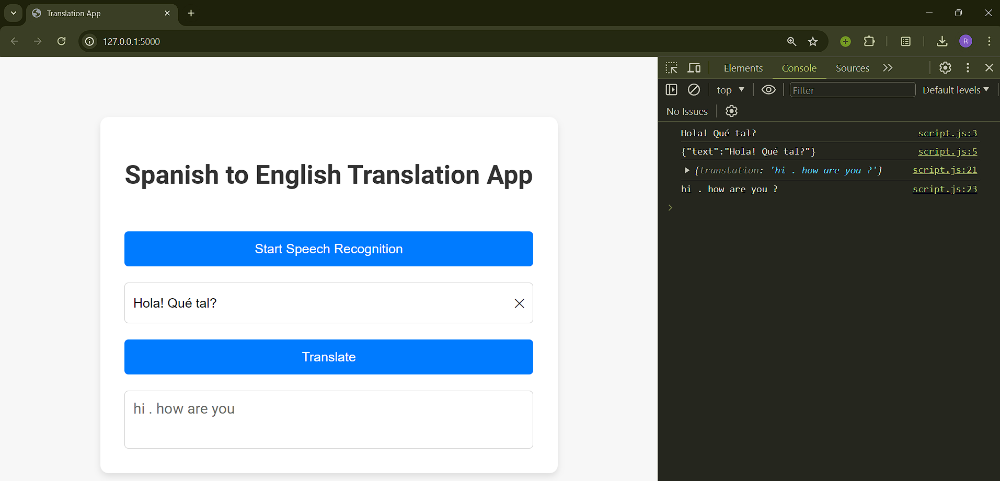 Translation App
127.0.0.1:5000
R
Spanish to English Translation App
Start Speech Recognition
Hola! Qué tal?
Translate
hi . how are you
Elements Console Sources
top Filter Default levels
No Issues
Hola! Qué tal? script.js:3
{"text":"Hola! Qué tal?"} script.js:5
{translation: 'hi . how are you ?'} script.js:21
hi . how are you ? script.js:23